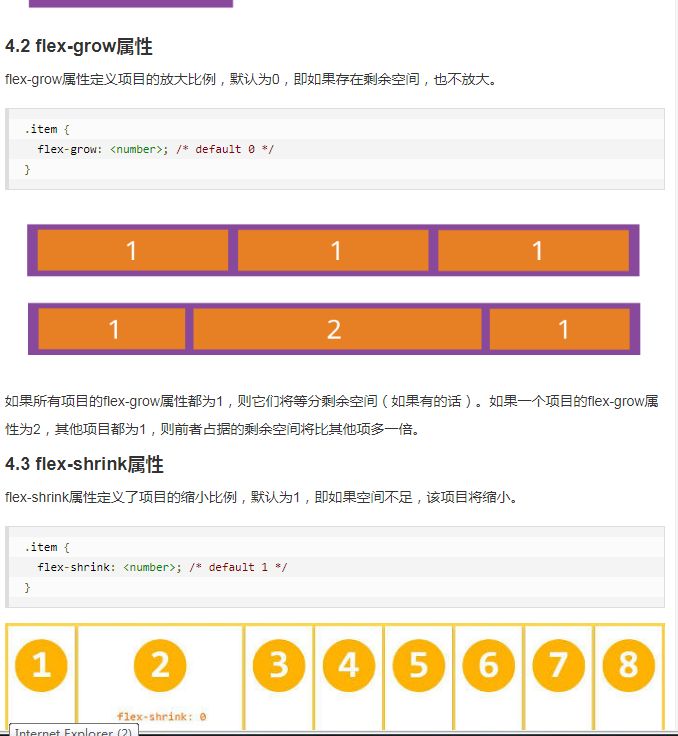 4.2 flex-grow属性
flex-grow属性定义项目的放大比例，默认为0，即如果存在剩余空间，也不放大。
.item {
flex-grow: <number>; /* default 0 */
}
1 1 1
1 2 1
如果所有项目的flex-grow属性都为1，则它们将等分剩余空间（如果有的话）。如果一个项目的flex-grow属
性为2，其他项目都为1，则前者占据的剩余空间将比其他项多一倍。
4.3 flex-shrink属性
flex-shrink属性定义了项目的缩小比例，默认为1，即如果空间不足，该项目将缩小。
.item {
flex-shrink: <number>; /* default 1 */
}
1 2 3 4 5 6 7 8
flex-shrink: 0
Internet Explorer (2)